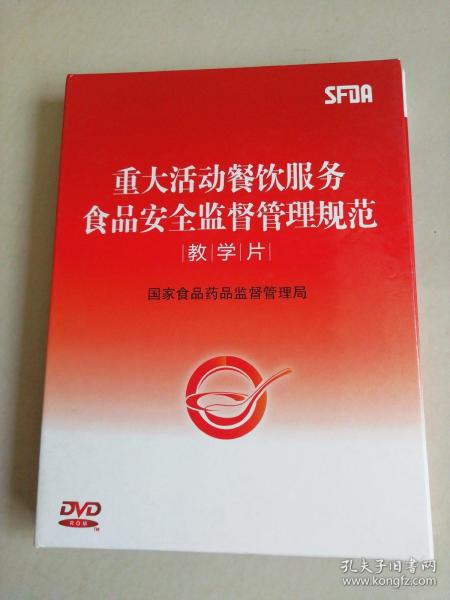 SFDA
重大活动餐饮服务
食品安全监督管理规范
教学片
国家食品药品监督管理局
DVD
ROM
TM
孔夫子旧书网
www.kongfz.com